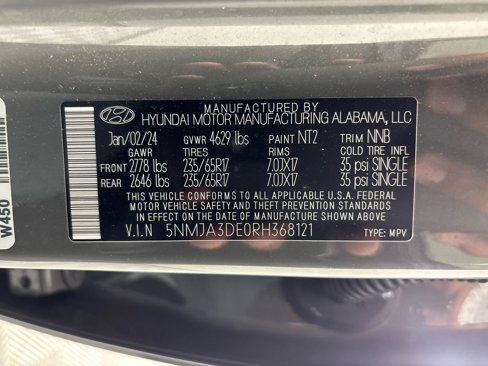 MANUFACTURED BY
HYUNDAI MOTOR MANUFACTURING ALABAMA, LLC
Jan/02/24 GVWR 4629 lbs PAINT NT2 TRIM NNB
GAWR TIRES RIMS COLD TIRE INFL
FRONT 2778 lbs 235/65R17 7.0JX17 35 psi SINGLE
REAR 2646 lbs 235/65R17 7.0JX17 35 psi SINGLE
THIS VEHICLE CONFORMS TO ALL APPLICABLE U.S.A. FEDERAL
MOTOR VEHICLE SAFETY AND THEFT PREVENTION STANDARDS
IN EFFECT ON THE DATE OF MANUFACTURE SHOWN ABOVE
V.I.N 5NMJA3DE0RH368121 TYPE: MPV
W450